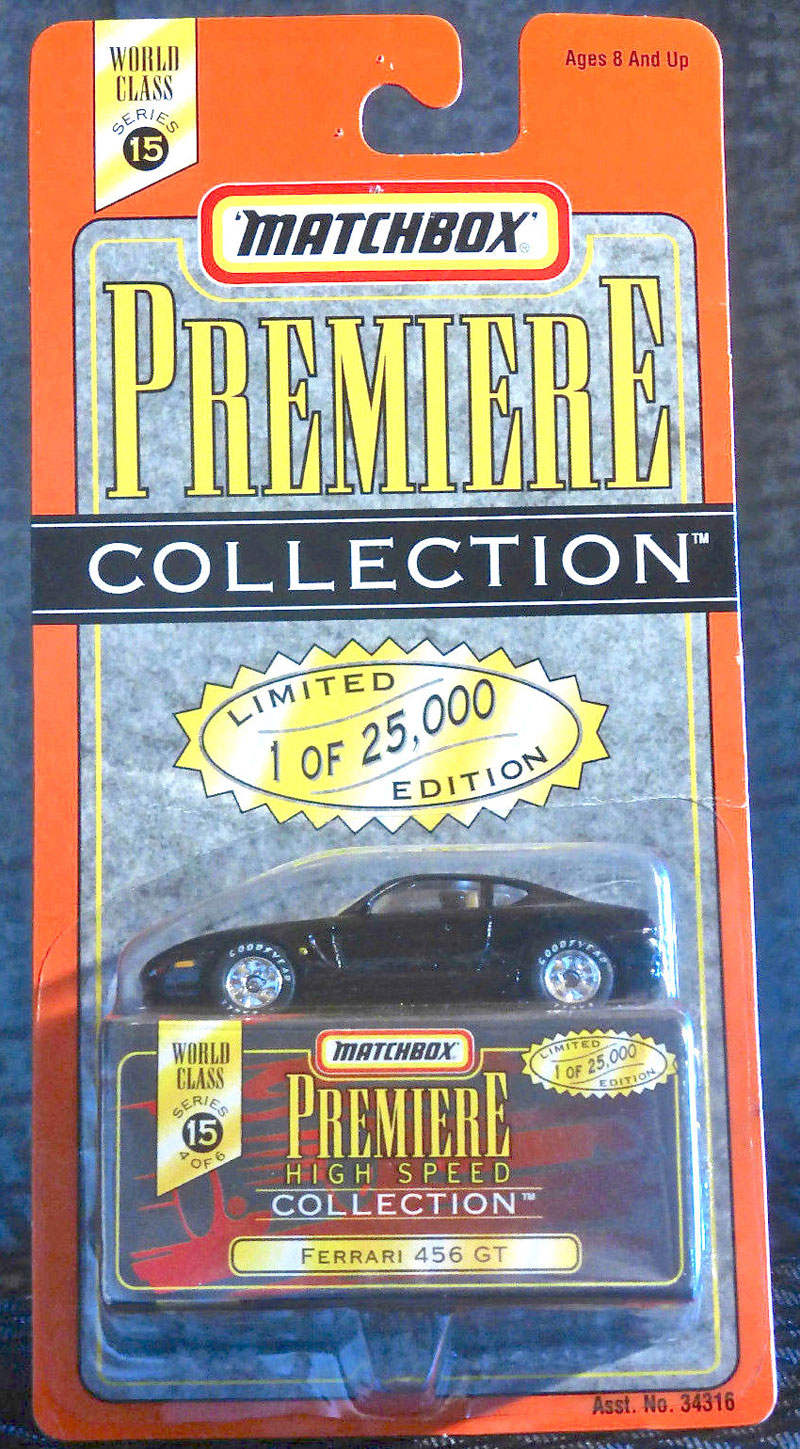 WORLD
CLASS
SERIES
15
Ages 8 And Up
'MATCHBOX'®
PREMIERE
COLLECTION™
LIMITED
1 OF 25,000
EDITION
GOODYEAR
GOODYEAR
WORLD
CLASS
SERIES
15
4 OF 6
MATCHBOX
LIMITED
1 OF 25,000
EDITION
PREMIERE
HIGH SPEED
COLLECTION™
FERRARI 456 GT
Asst. No. 34316